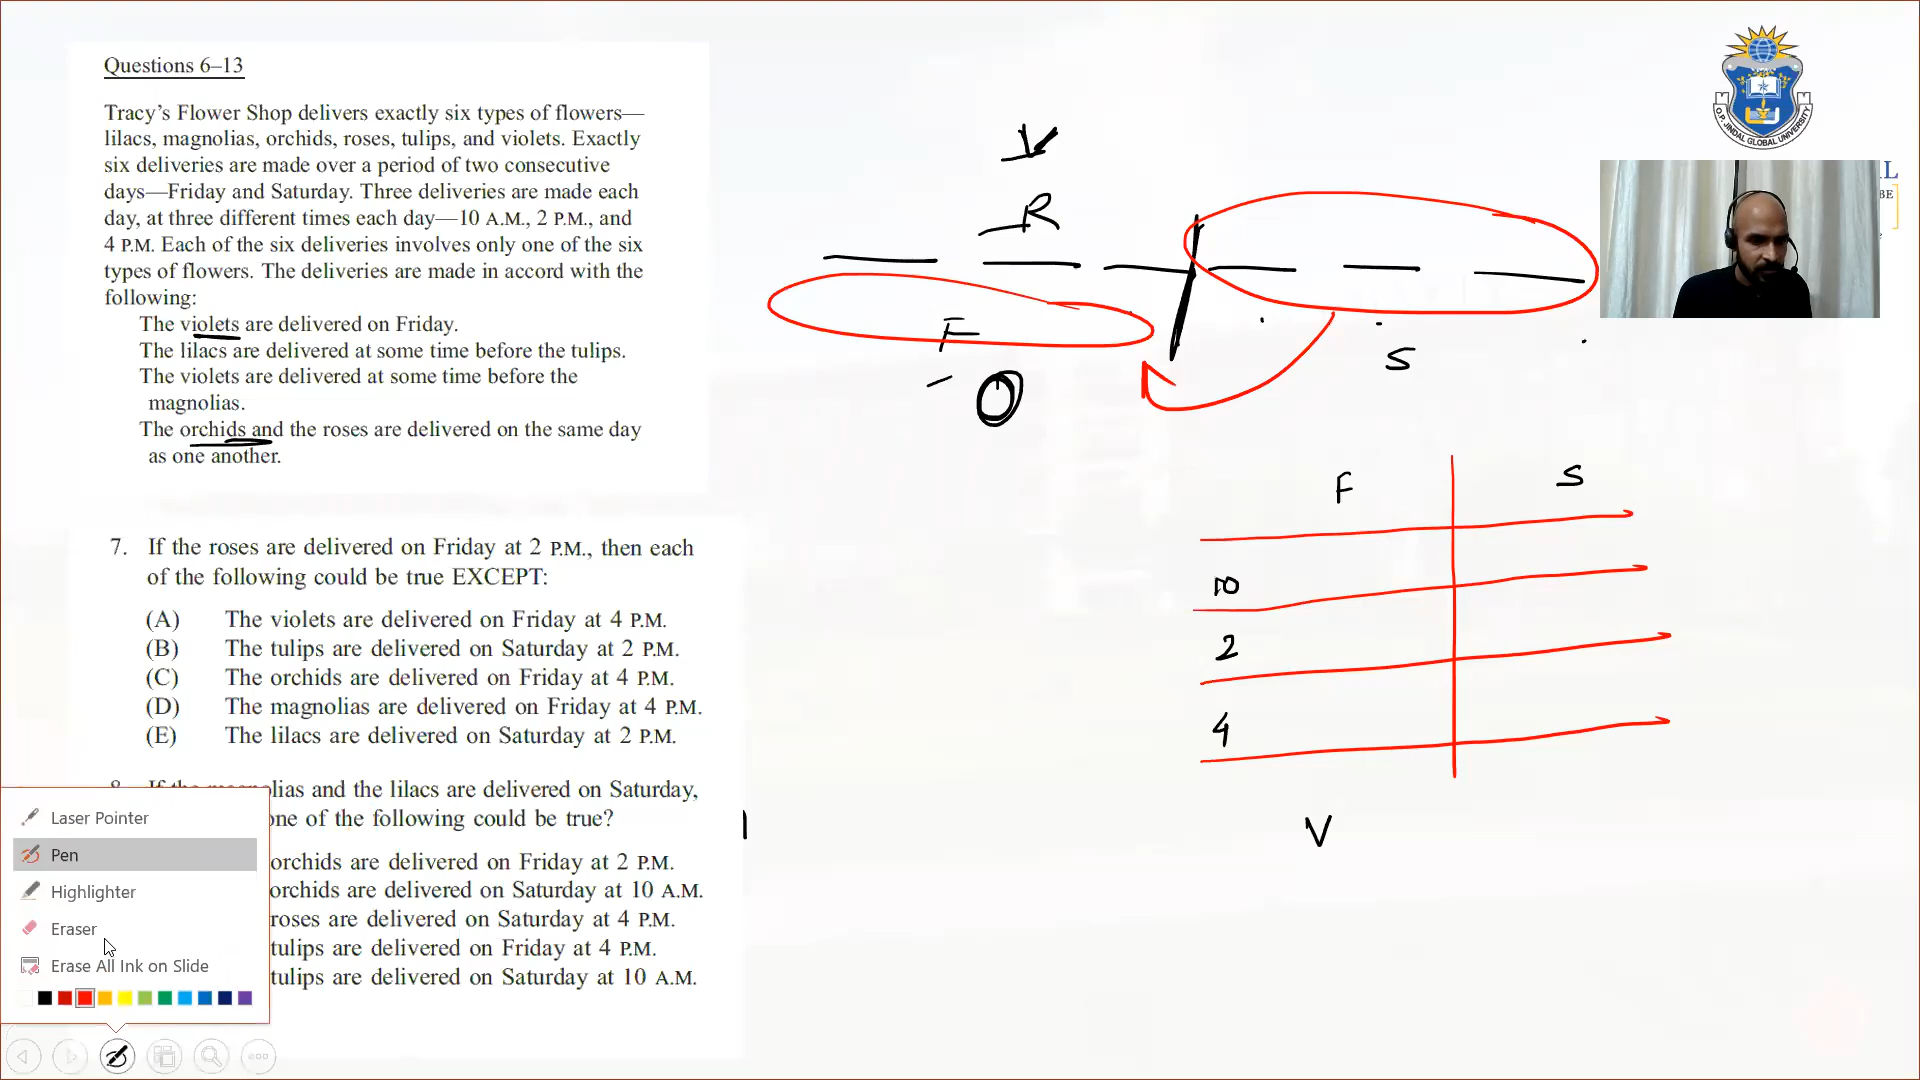 Questions 6–13
Tracy’s Flower Shop delivers exactly six types of flowers—
lilacs, magnolias, orchids, roses, tulips, and violets. Exactly
six deliveries are made over a period of two consecutive
days—Friday and Saturday. Three deliveries are made each
day, at three different times each day—10 A.M., 2 P.M., and
4 P.M. Each of the six deliveries involves only one of the six
types of flowers. The deliveries are made in accord with the
following:
The violets are delivered on Friday.
The lilacs are delivered at some time before the tulips.
The violets are delivered at some time before the
magnolias.
The orchids and the roses are delivered on the same day
as one another.
7. If the roses are delivered on Friday at 2 P.M., then each
of the following could be true EXCEPT:
(A) The violets are delivered on Friday at 4 P.M.
(B) The tulips are delivered on Saturday at 2 P.M.
(C) The orchids are delivered on Friday at 4 P.M.
(D) The magnolias are delivered on Friday at 4 P.M.
(E) The lilacs are delivered on Saturday at 2 P.M.
lias and the lilacs are delivered on Saturday,
one of the following could be true?
orchids are delivered on Friday at 2 P.M.
orchids are delivered on Saturday at 10 A.M.
roses are delivered on Saturday at 4 P.M.
tulips are delivered on Friday at 4 P.M.
tulips are delivered on Saturday at 10 A.M.
Laser Pointer
Pen
Highlighter
Eraser
Erase All Ink on Slide
V
R
F
S
O
F S
10
2
4
V
O.P. JINDAL GLOBAL UNIVERSITY
L
BE